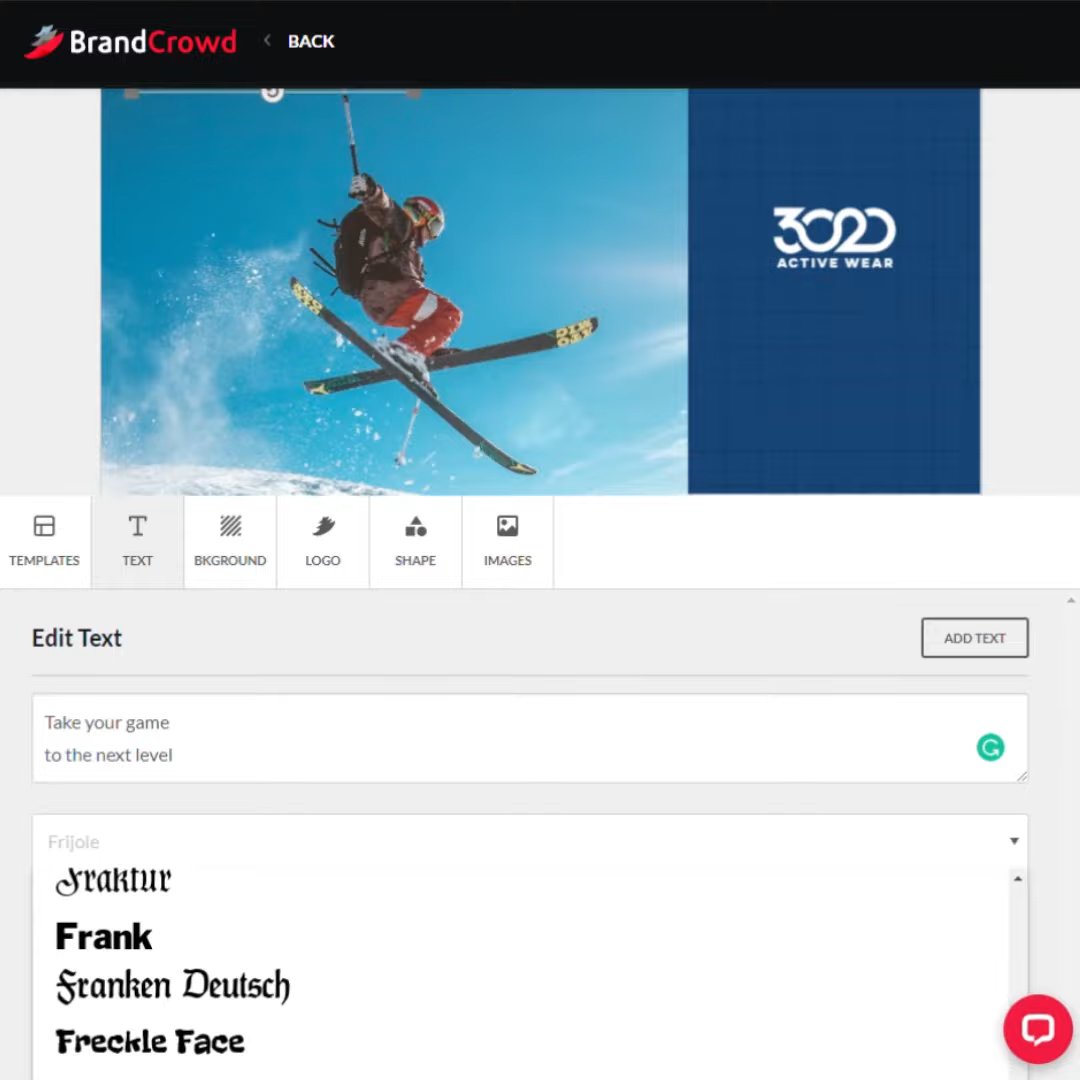 BrandCrowd
BACK
3020
ACTIVE WEAR
TEMPLATES
TEXT
BKGROUND
LOGO
SHAPE
IMAGES
Edit Text
ADD TEXT
Take your game
to the next level
Frijole
Fraktur
Frank
Franken Deutsch
Freckle Face